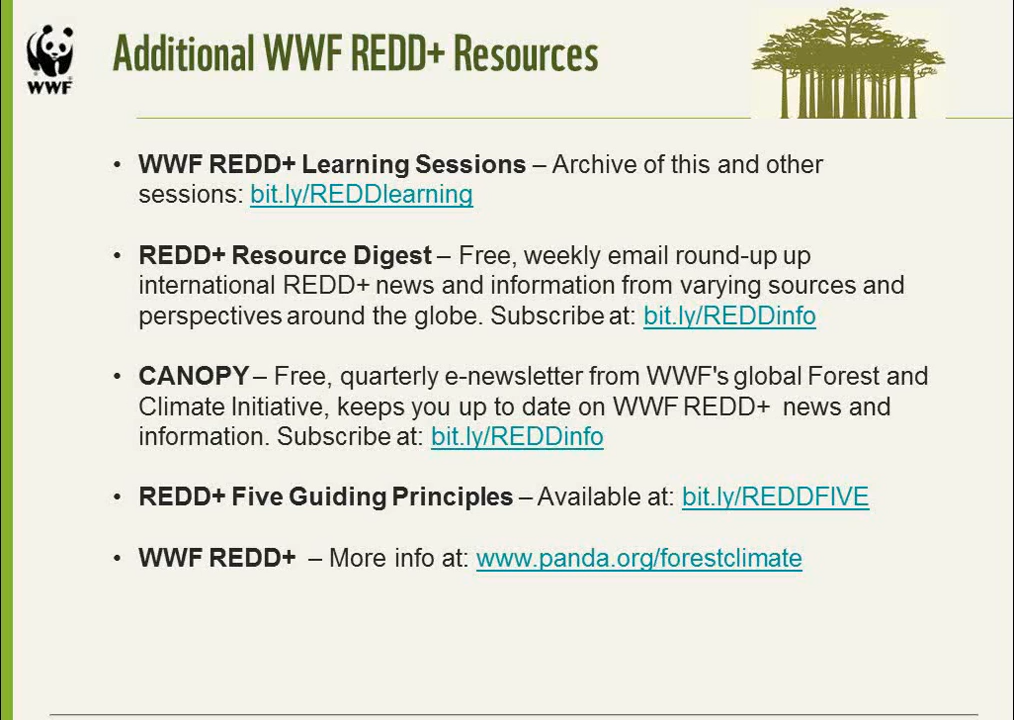 WWF
Additional WWF REDD+ Resources
• WWF REDD+ Learning Sessions – Archive of this and other
sessions: bit.ly/REDDlearning
• REDD+ Resource Digest – Free, weekly email round-up up
international REDD+ news and information from varying sources and
perspectives around the globe. Subscribe at: bit.ly/REDDinfo
• CANOPY – Free, quarterly e-newsletter from WWF's global Forest and
Climate Initiative, keeps you up to date on WWF REDD+ news and
information. Subscribe at: bit.ly/REDDinfo
• REDD+ Five Guiding Principles – Available at: bit.ly/REDDFIVE
• WWF REDD+ – More info at: www.panda.org/forestclimate